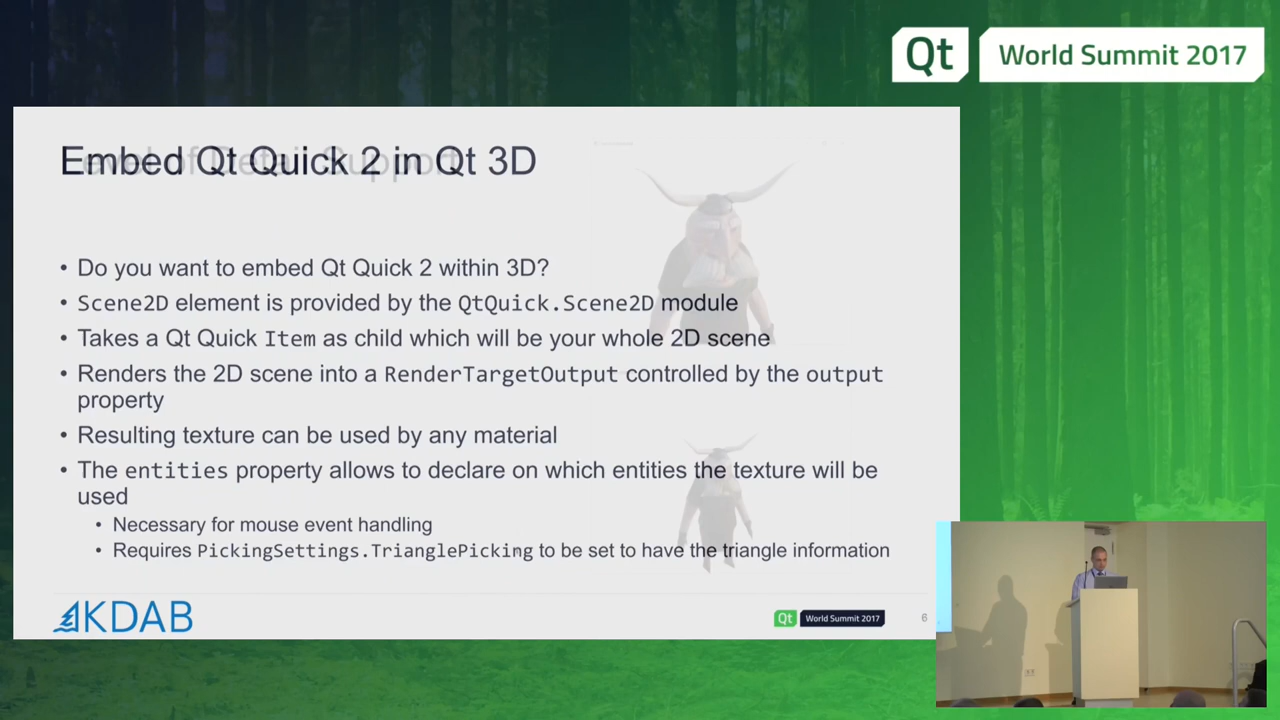 Qt World Summit 2017
Embed Qt Quick 2 in Qt 3D
Level of Detail Support
• Do you want to embed Qt Quick 2 within 3D?
• Scene2D element is provided by the QtQuick.Scene2D module
• Takes a Qt Quick Item as child which will be your whole 2D scene
• Renders the 2D scene into a RenderTargetOutput controlled by the output
property
• Resulting texture can be used by any material
• The entities property allows to declare on which entities the texture will be
used
• Necessary for mouse event handling
• Requires PickingSettings.TrianglePicking to be set to have the triangle information
KDAB
Qt World Summit 2017
6